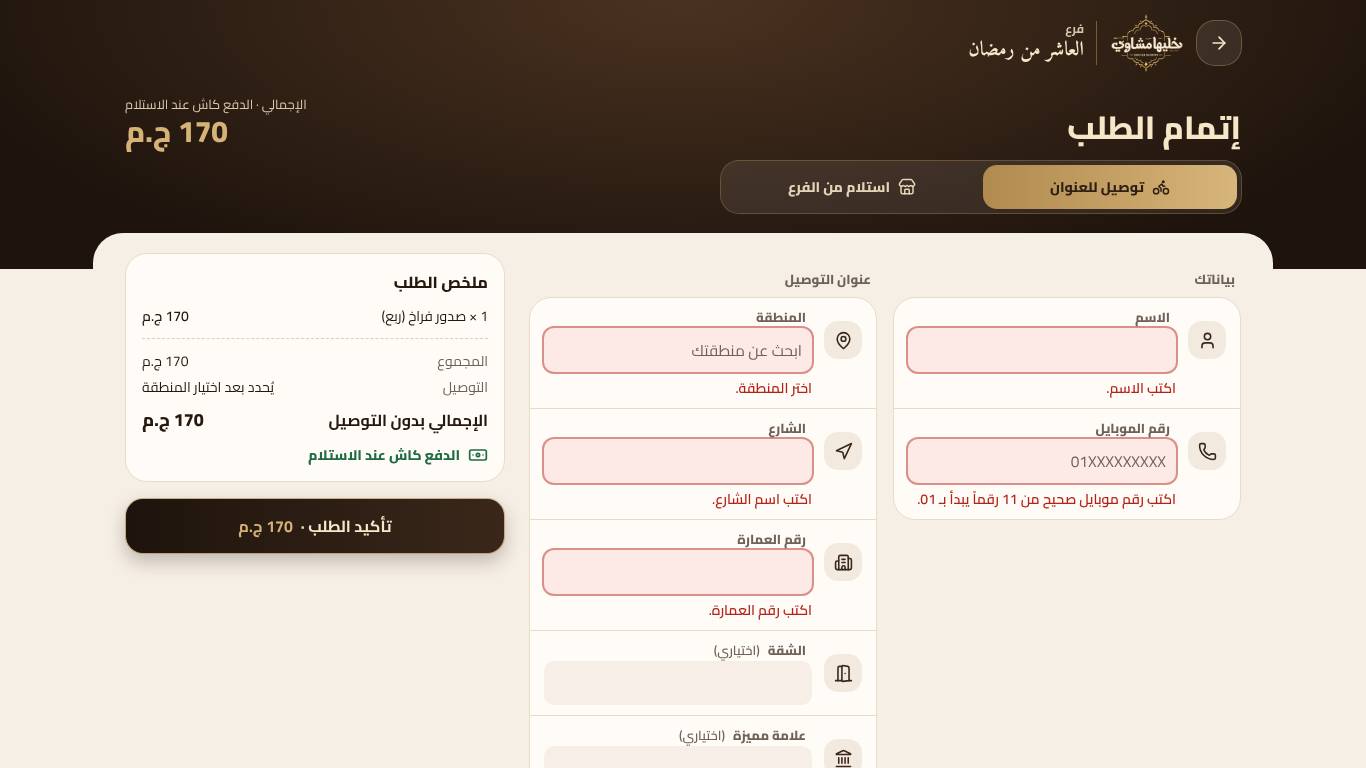 خليها مشاوي
فرع
العاشر من رمضان
إتمام الطلب
الإجمالي · الدفع كاش عند الاستلام
170 ج.م
توصيل للعنوان
استلام من الفرع
بياناتك
الاسم
اكتب الاسم.
رقم الموبايل
01XXXXXXXXX
اكتب رقم موبايل صحيح من 11 رقماً يبدأ بـ 01.
عنوان التوصيل
المنطقة
ابحث عن منطقتك
اختر المنطقة.
الشارع
اكتب اسم الشارع.
رقم العمارة
اكتب رقم العمارة.
الشقة (اختياري)
علامة مميزة (اختياري)
ملخص الطلب
1 × صدور فراخ (ربع) 170 ج.م
المجموع 170 ج.م
التوصيل يُحدد بعد اختيار المنطقة
الإجمالي بدون التوصيل 170 ج.م
الدفع كاش عند الاستلام
تأكيد الطلب · 170 ج.م